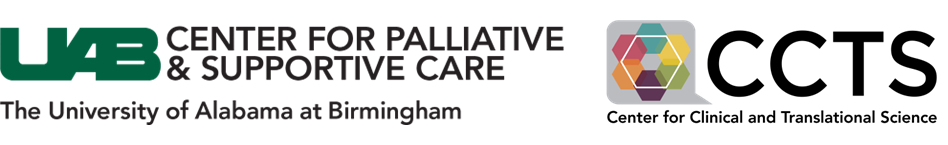 UAB CENTER FOR PALLIATIVE
& SUPPORTIVE CARE
The University of Alabama at Birmingham
CCTS
Center for Clinical and Translational Science